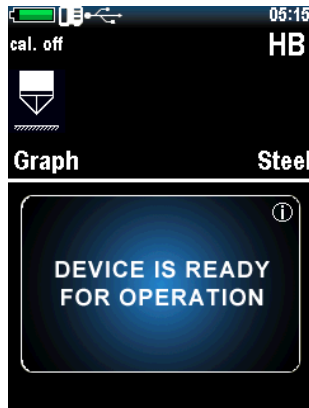 05:15
cal. off
HB
Graph
Steel
DEVICE IS READY
FOR OPERATION